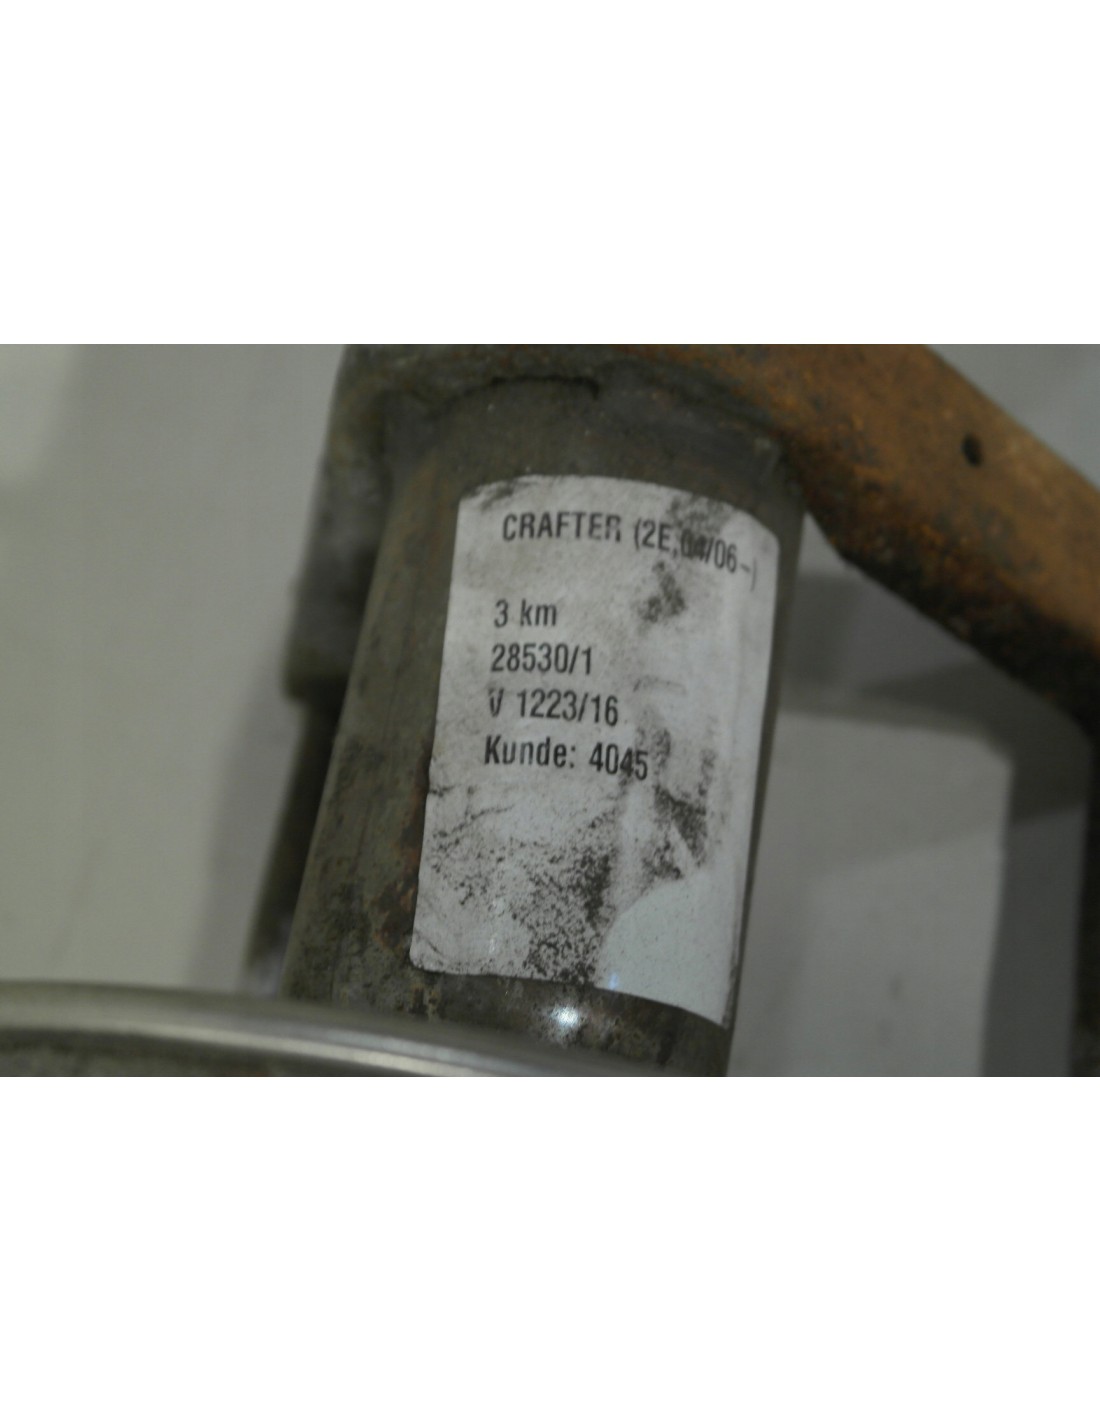 CRAFTER (2E,04/06-)
3 km
28530/1
V 1223/16
Kunde: 4045